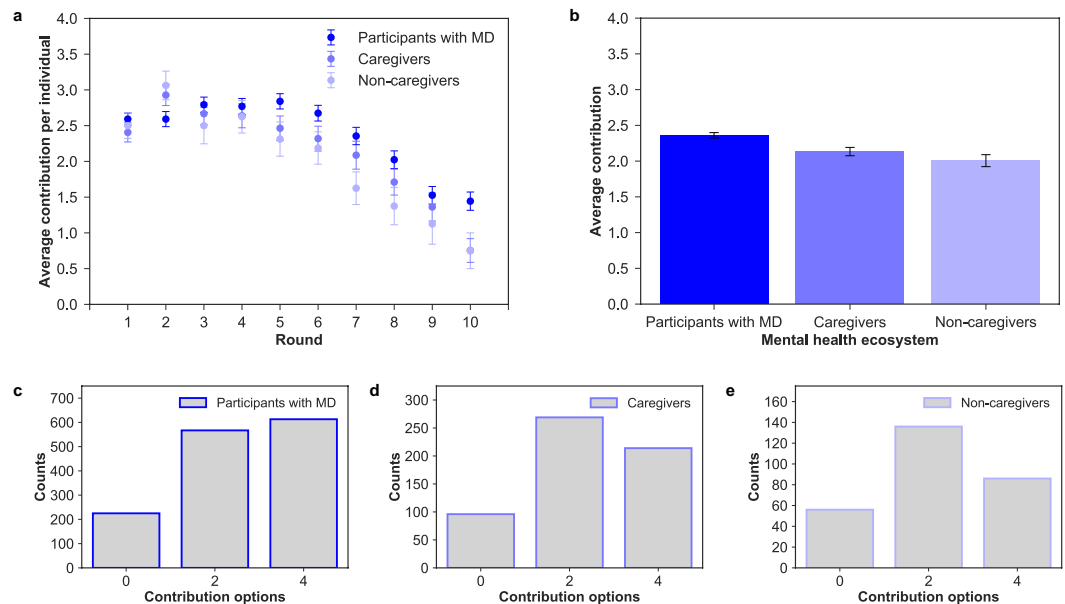 a
Average contribution per individual
4.0
3.5
3.0
2.5
2.0
1.5
1.0
0.5
0.0
Participants with MD
Caregivers
Non-caregivers
1 2 3 4 5 6 7 8 9 10
Round
b
Average contribution
4.0
3.5
3.0
2.5
2.0
1.5
1.0
0.5
0.0
Participants with MD Caregivers Non-caregivers
Mental health ecosystem
c
Counts
700
600
500
400
300
200
100
0
Participants with MD
0 2 4
Contribution options
d
Counts
300
250
200
150
100
50
0
Caregivers
0 2 4
Contribution options
e
Counts
160
140
120
100
80
60
40
20
0
Non-caregivers
0 2 4
Contribution options